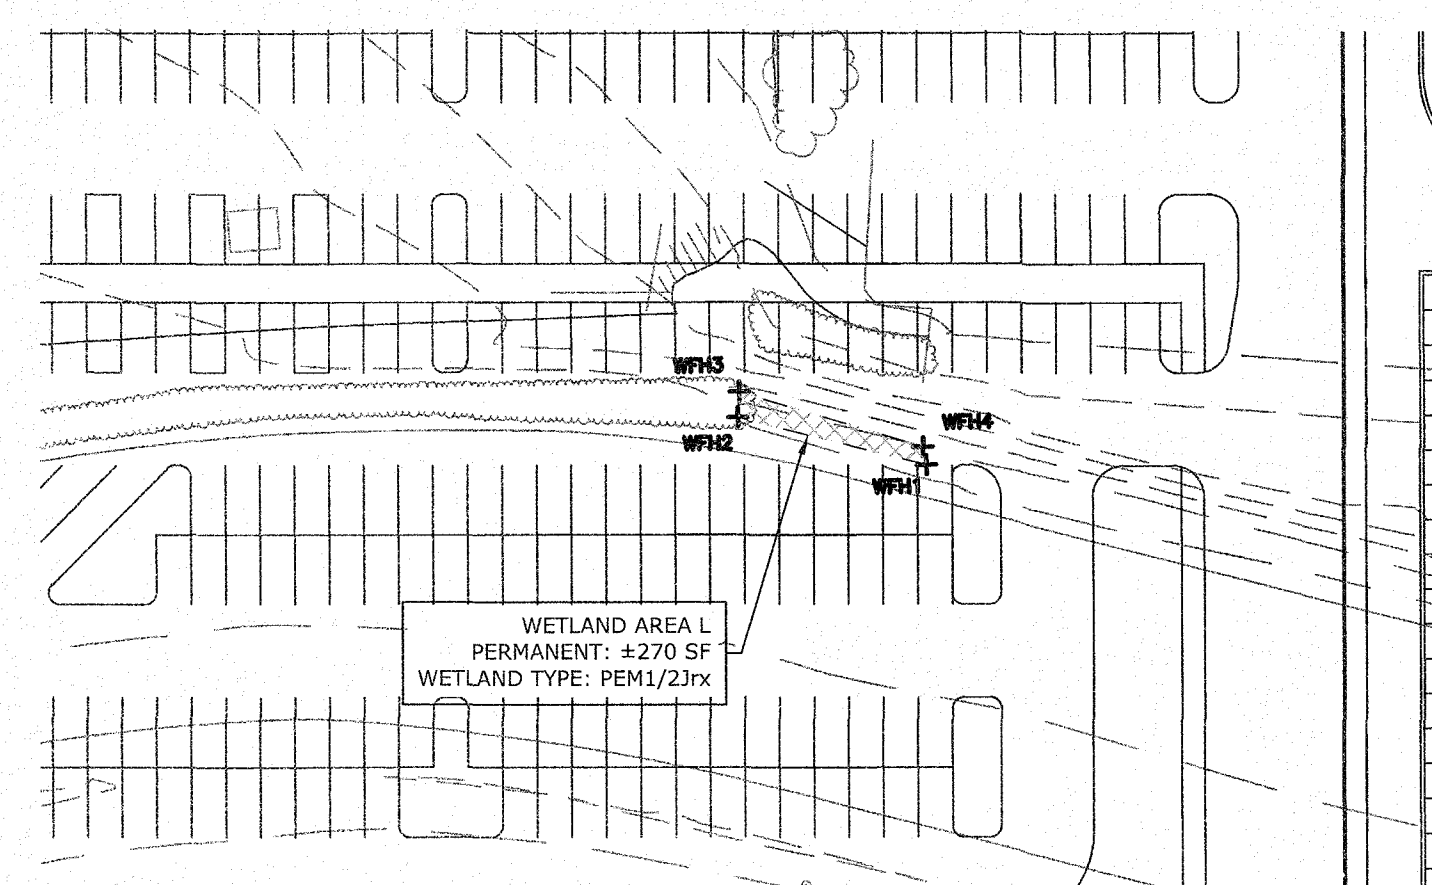 WFH3
WFH4
WFH2
WFH1
WETLAND AREA L
PERMANENT: ±270 SF
WETLAND TYPE: PEM1/2Jrx